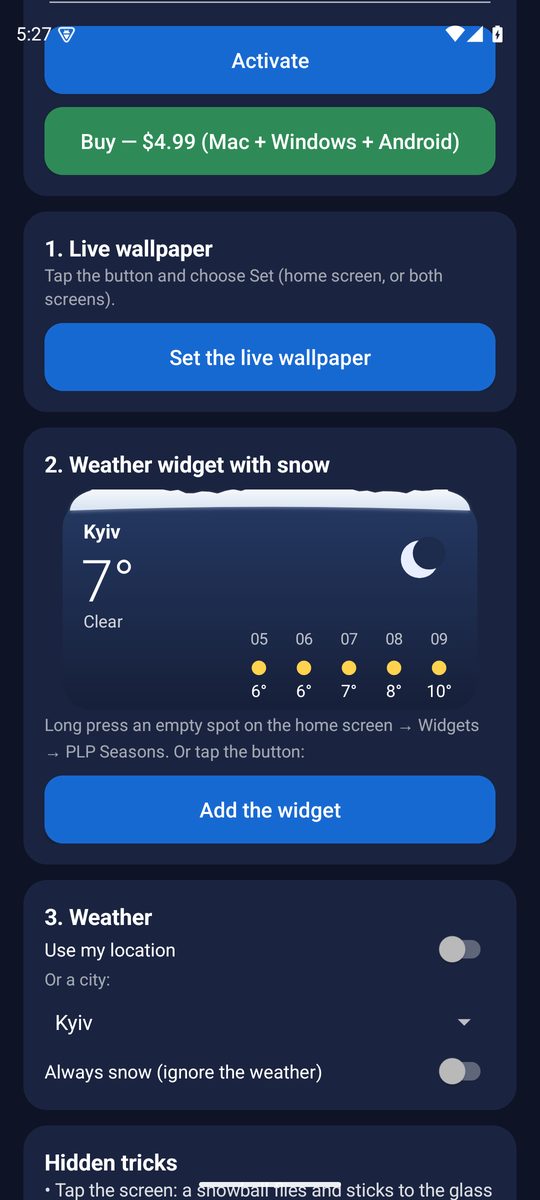 5:27
Activate
Buy — $4.99 (Mac + Windows + Android)
1. Live wallpaper
Tap the button and choose Set (home screen, or both
screens).
Set the live wallpaper
2. Weather widget with snow
Kyiv
7°
Clear
05 06 07 08 09
6° 6° 7° 8° 10°
Long press an empty spot on the home screen → Widgets
→ PLP Seasons. Or tap the button:
Add the widget
3. Weather
Use my location
Or a city:
Kyiv
Always snow (ignore the weather)
Hidden tricks
• Tap the screen: a snowball flies and sticks to the glass